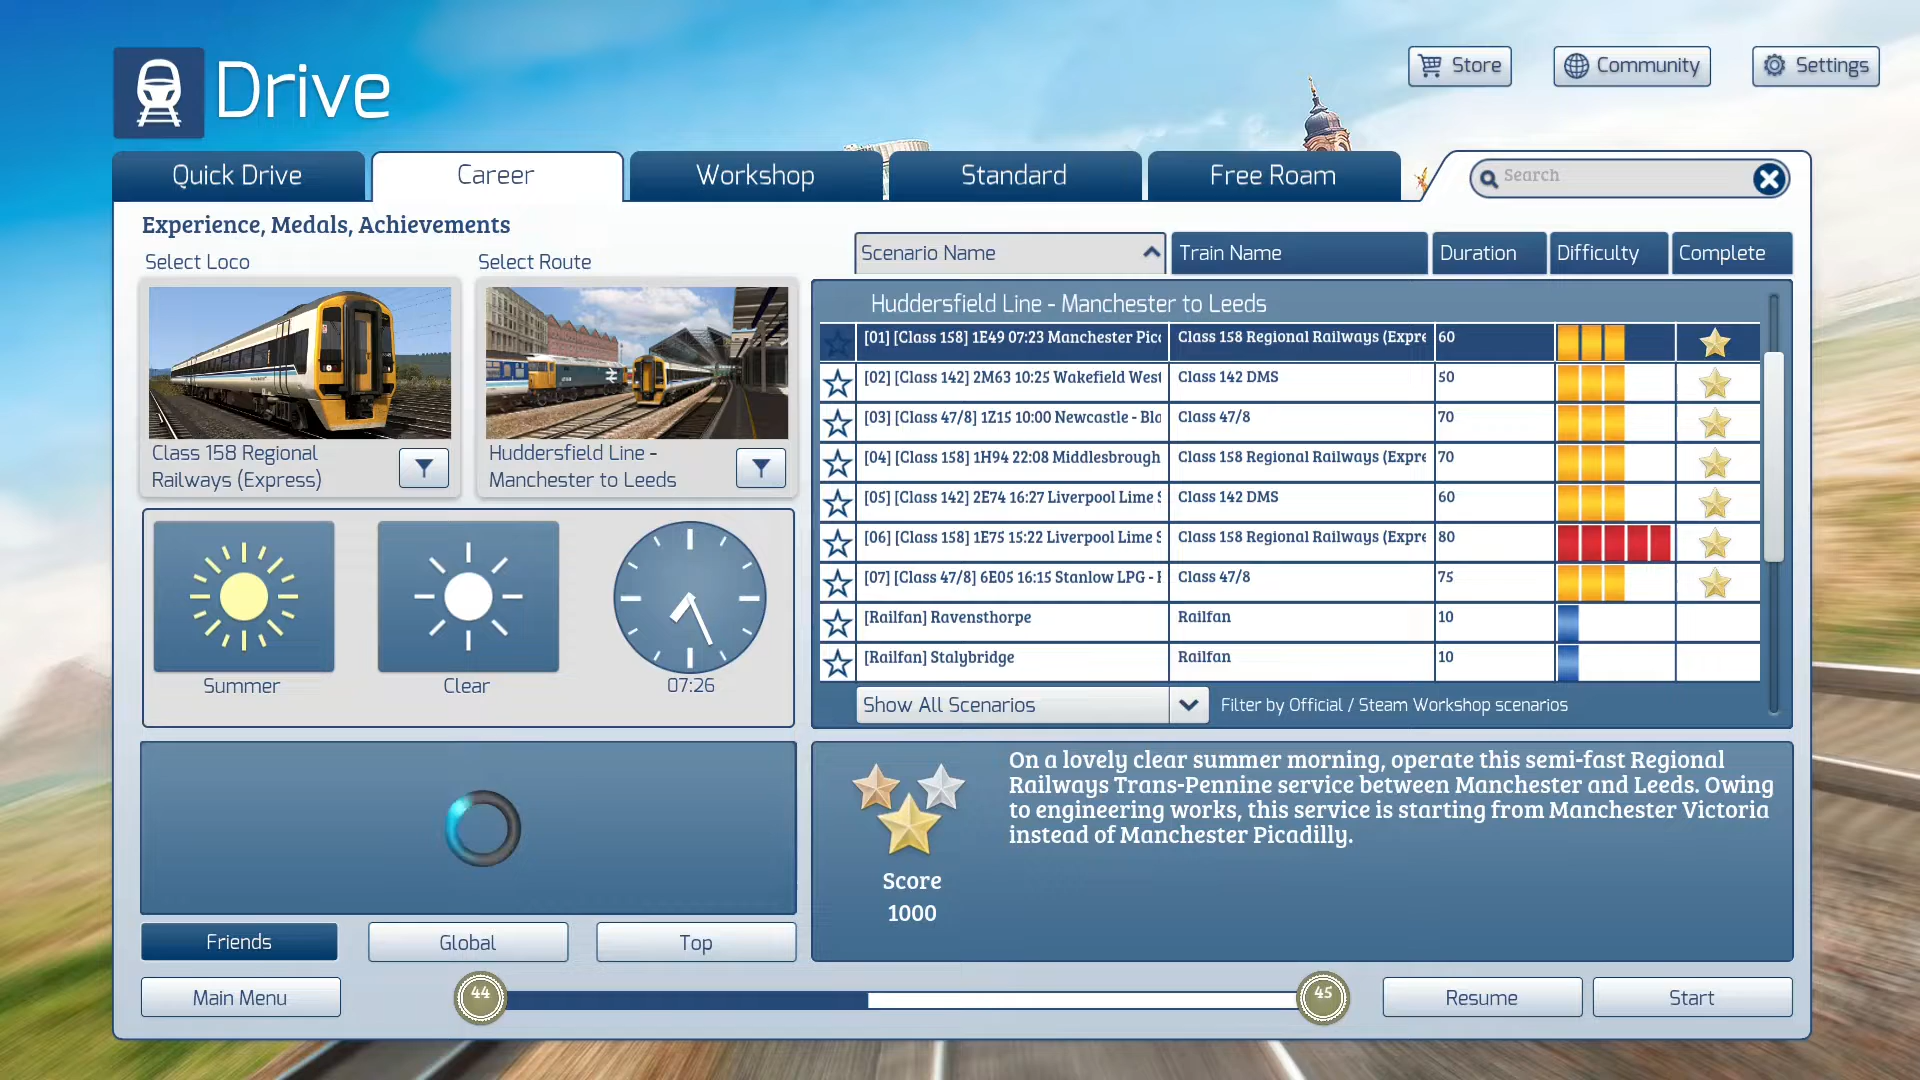 Drive
Store
Community
Settings
Quick Drive
Career
Workshop
Standard
Free Roam
Search
Experience, Medals, Achievements
Select Loco
Select Route
Class 158 Regional
Railways (Express)
Huddersfield Line -
Manchester to Leeds
Summer
Clear
07:26
Scenario Name
Train Name
Duration
Difficulty
Complete
Huddersfield Line - Manchester to Leeds
[01] [Class 158] 1E49 07:23 Manchester Pic Class 158 Regional Railways (Expre 60
[02] [Class 142] 2M63 10:25 Wakefield West Class 142 DMS 50
[03] [Class 47/8] 1Z15 10:00 Newcastle - Bla Class 47/8 70
[04] [Class 158] 1H94 22:08 Middlesbrough Class 158 Regional Railways (Expre 70
[05] [Class 142] 2E74 16:27 Liverpool Lime S Class 142 DMS 60
[06] [Class 158] 1E75 15:22 Liverpool Lime S Class 158 Regional Railways (Expre 80
[07] [Class 47/8] 6E05 16:15 Stanlow LPG - Class 47/8 75
[Railfan] Ravensthorpe Railfan 10
[Railfan] Stalybridge Railfan 10
Show All Scenarios
Filter by Official / Steam Workshop scenarios
On a lovely clear summer morning, operate this semi-fast Regional
Railways Trans-Pennine service between Manchester and Leeds. Owing
to engineering works, this service is starting from Manchester Victoria
instead of Manchester Picadilly.
Score
1000
Friends
Global
Top
Main Menu
44
45
Resume
Start